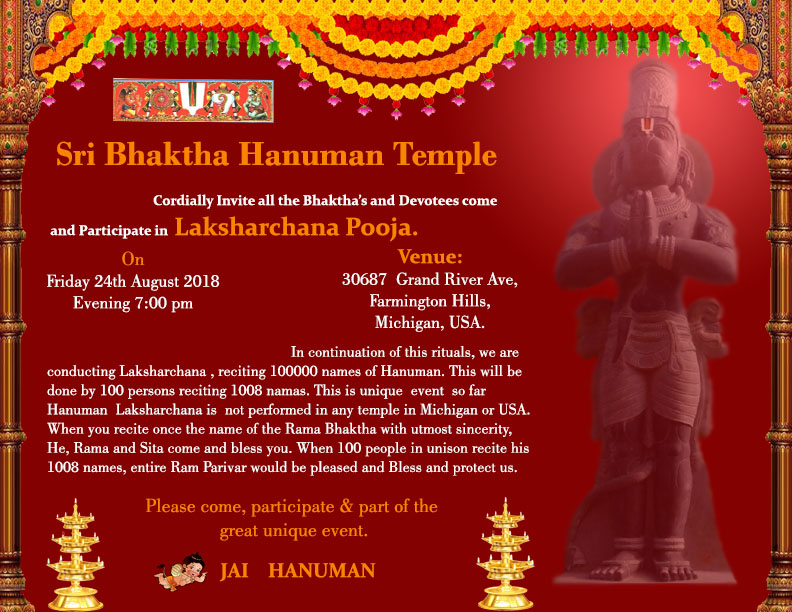 Sri Bhaktha Hanuman Temple
Cordially Invite all the Bhaktha's and Devotees come
and Participate in Laksharchana Pooja.
On
Friday 24th August 2018
Evening 7:00 pm
Venue:
30687 Grand River Ave,
Farmington Hills,
Michigan, USA.
In continuation of this rituals, we are
conducting Laksharchana , reciting 100000 names of Hanuman. This will be
done by 100 persons reciting 1008 namas. This is unique event so far
Hanuman Laksharchana is not performed in any temple in Michigan or USA.
When you recite once the name of the Rama Bhaktha with utmost sincerity,
He, Rama and Sita come and bless you. When 100 people in unison recite his
1008 names, entire Ram Parivar would be pleased and Bless and protect us.
Please come, participate & part of the
great unique event.
JAI HANUMAN